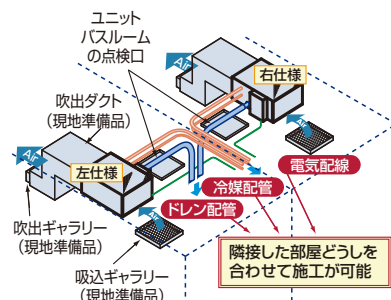 ユニット
バスルーム
の点検口
Air
右仕様
吹出ダクト
(現地準備品)
Air
Air
左仕様
電気配線
冷媒配管
Air
ドレン配管
吹出ギャラリー
(現地準備品)
吸込ギャラリー
(現地準備品)
隣接した部屋どうしを
合わせて施工が可能